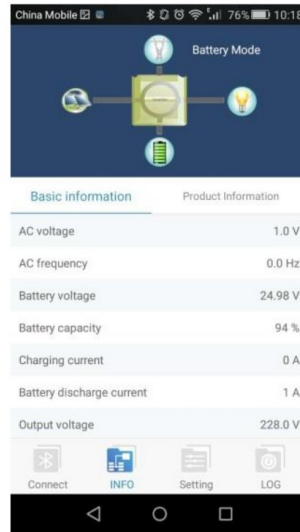 China Mobile 76% 10:18
Battery Mode
Basic information Product Information
AC voltage 1.0 V
AC frequency 0.0 Hz
Battery voltage 24.98 V
Battery capacity 94 %
Charging current 0 A
Battery discharge current 1 A
Output voltage 228.0 V
Connect INFO Setting LOG